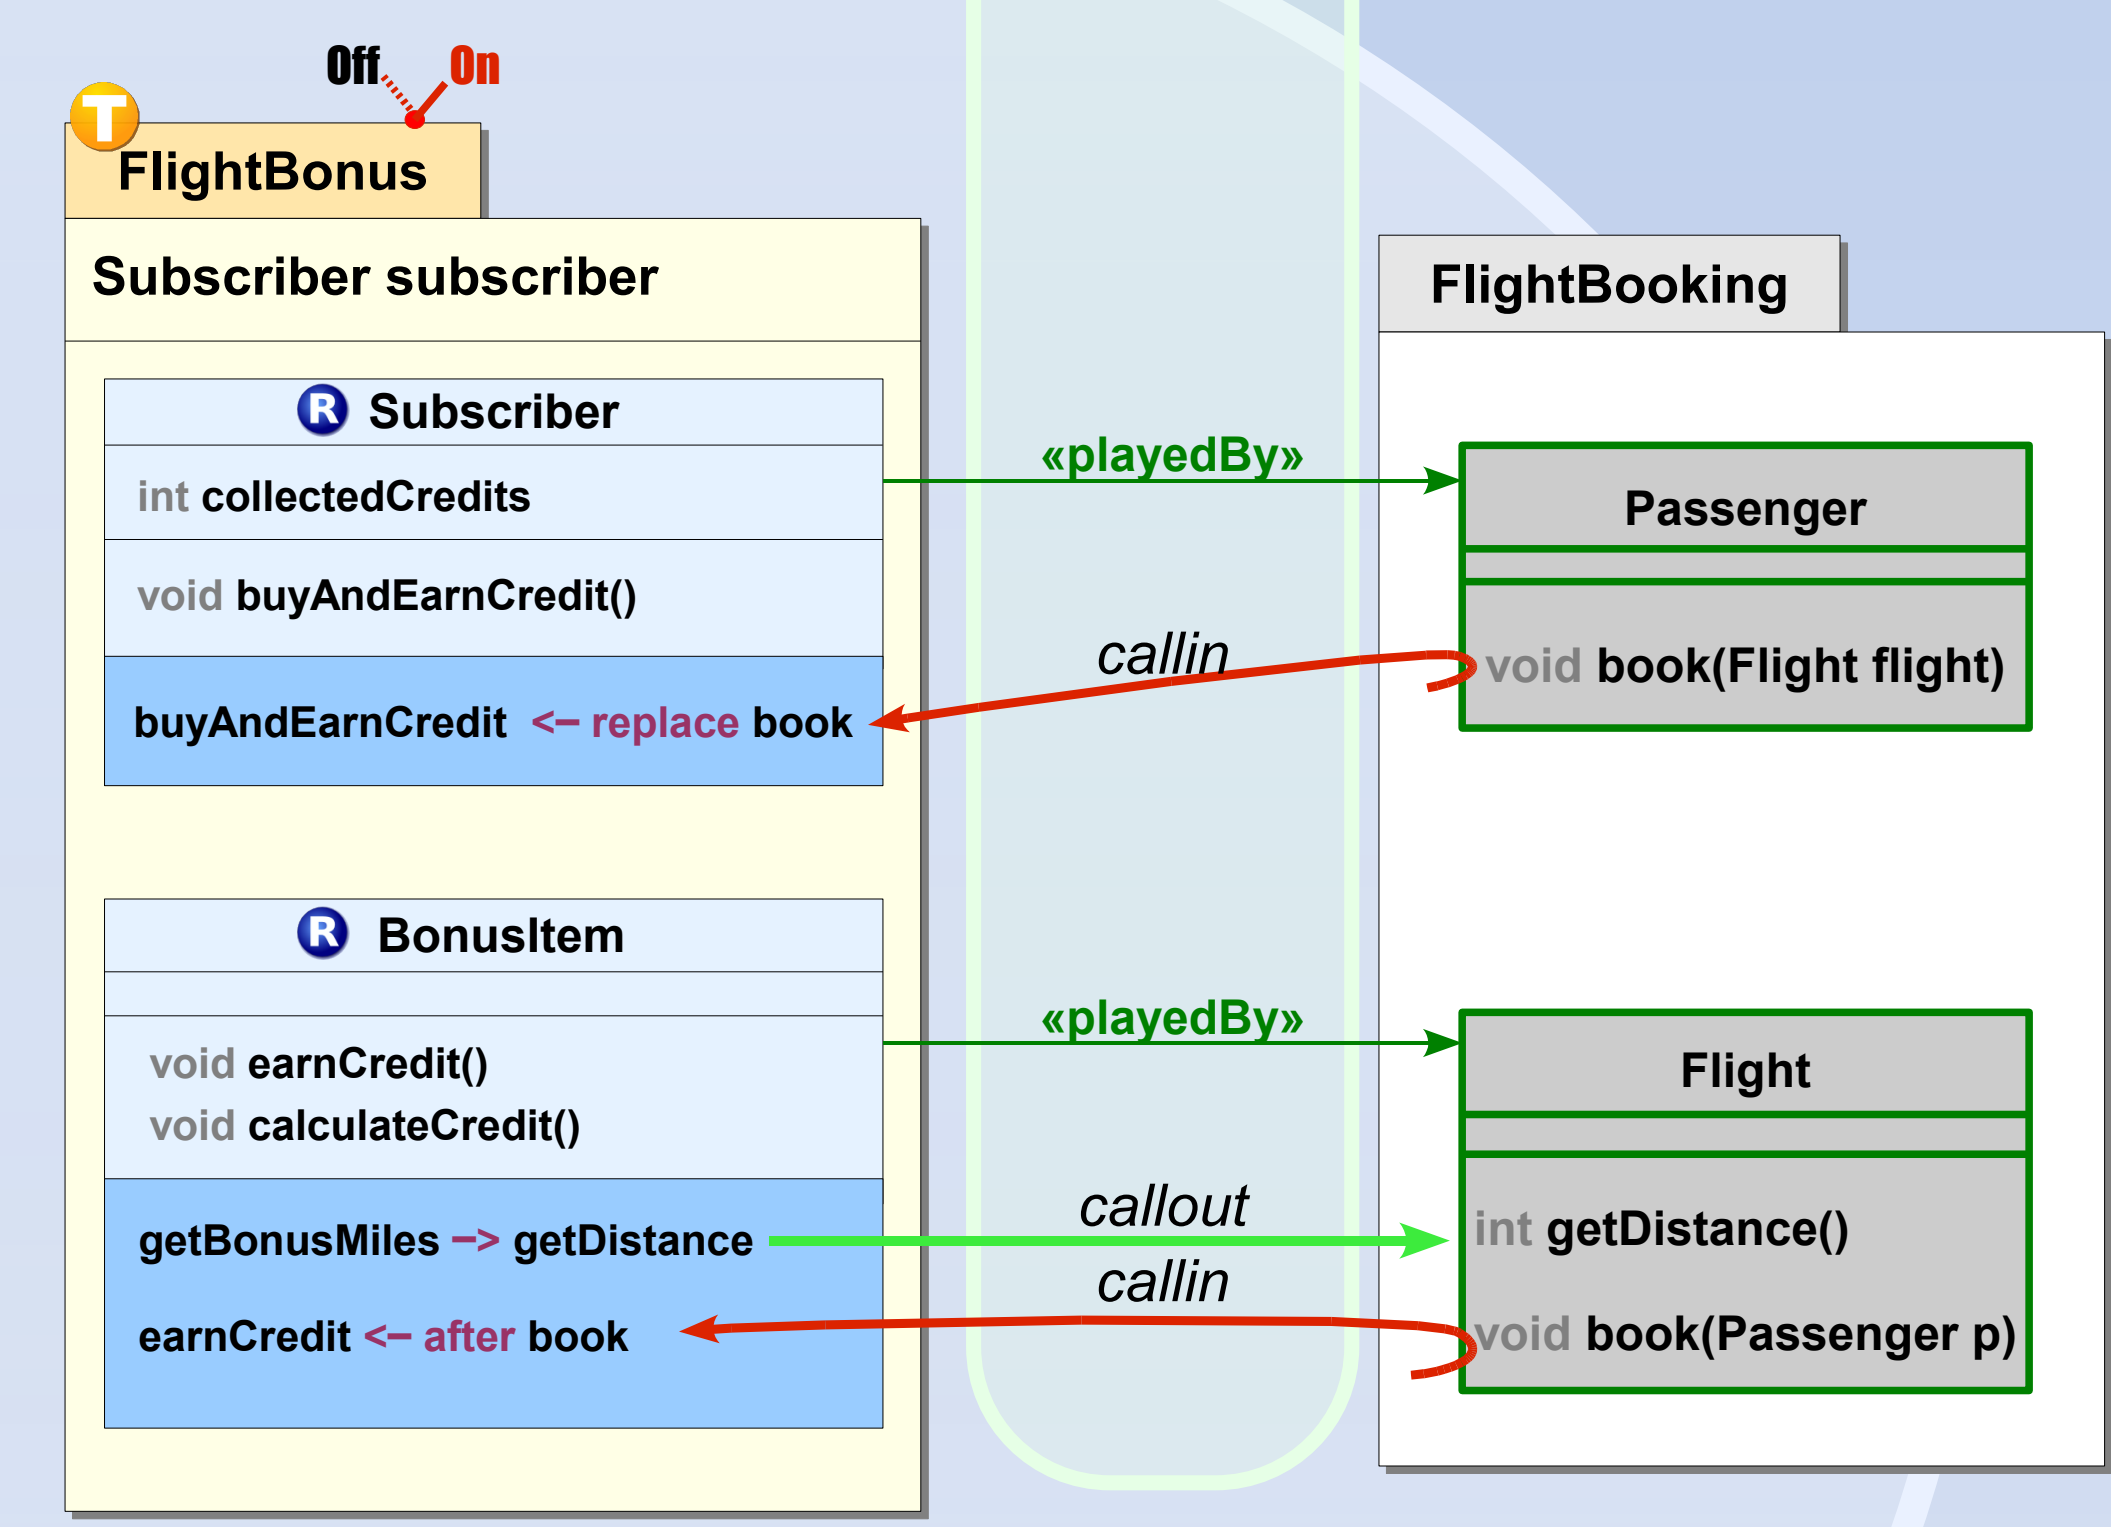 Off On
T
FlightBonus
Subscriber subscriber
R Subscriber
int collectedCredits
void buyAndEarnCredit()
buyAndEarnCredit <– replace book
R BonusItem
void earnCredit()
void calculateCredit()
getBonusMiles –> getDistance
earnCredit <– after book
«playedBy»
callin
«playedBy»
callout
callin
FlightBooking
Passenger
void book(Flight flight)
Flight
int getDistance()
void book(Passenger p)